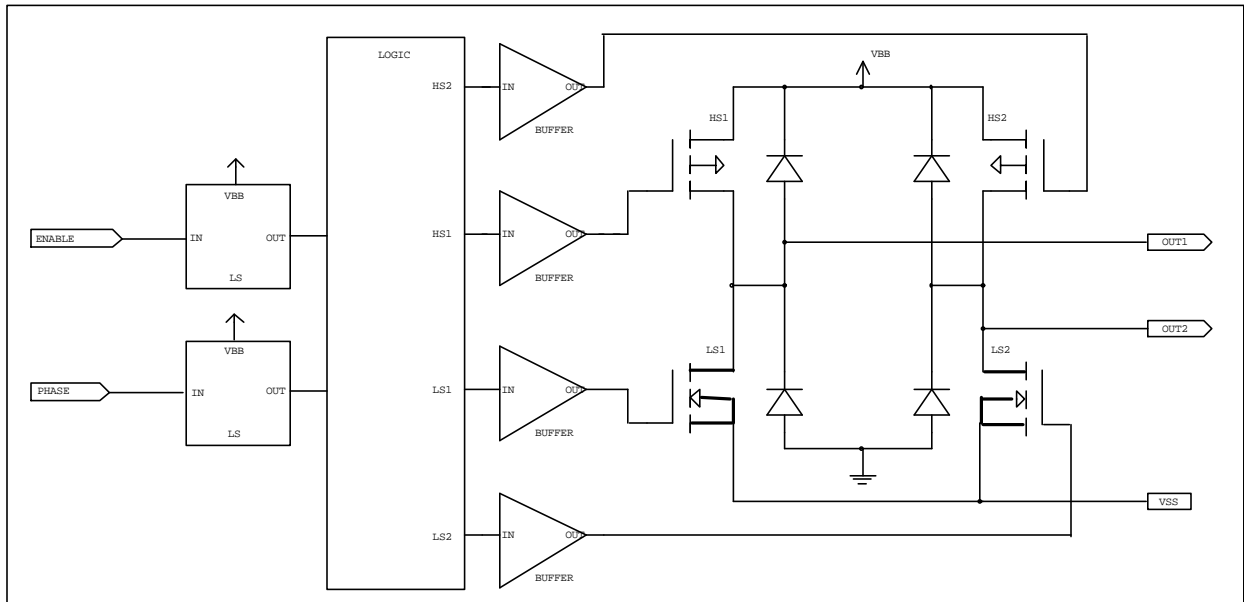 LOGIC
HS2
IN
OUT
BUFFER
VBB
HS1
HS2
VBB
ENABLE
IN
OUT
LS
HS1
IN
OUT
BUFFER
OUT1
VBB
PHASE
IN
OUT
LS
LS1
IN
OUT
BUFFER
LS1
LS2
OUT2
LS2
IN
OUT
BUFFER
VSS